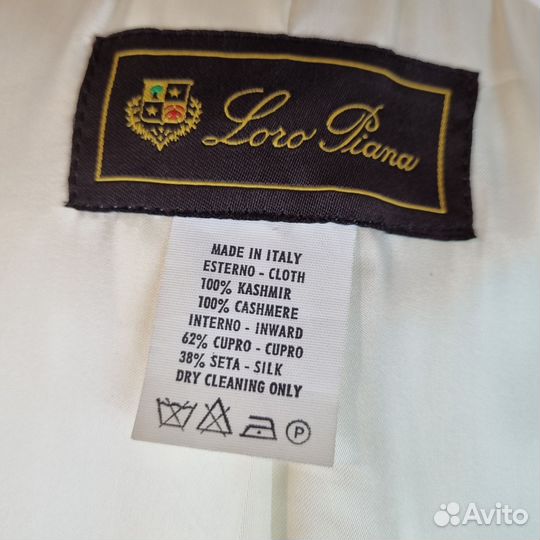 Loro Piana
MADE IN ITALY
ESTERNO - CLOTH
100% KASHMIR
100% CASHMERE
INTERNO - INWARD
62% CUPRO - CUPRO
38% SETA - SILK
DRY CLEANING ONLY
P
Avito